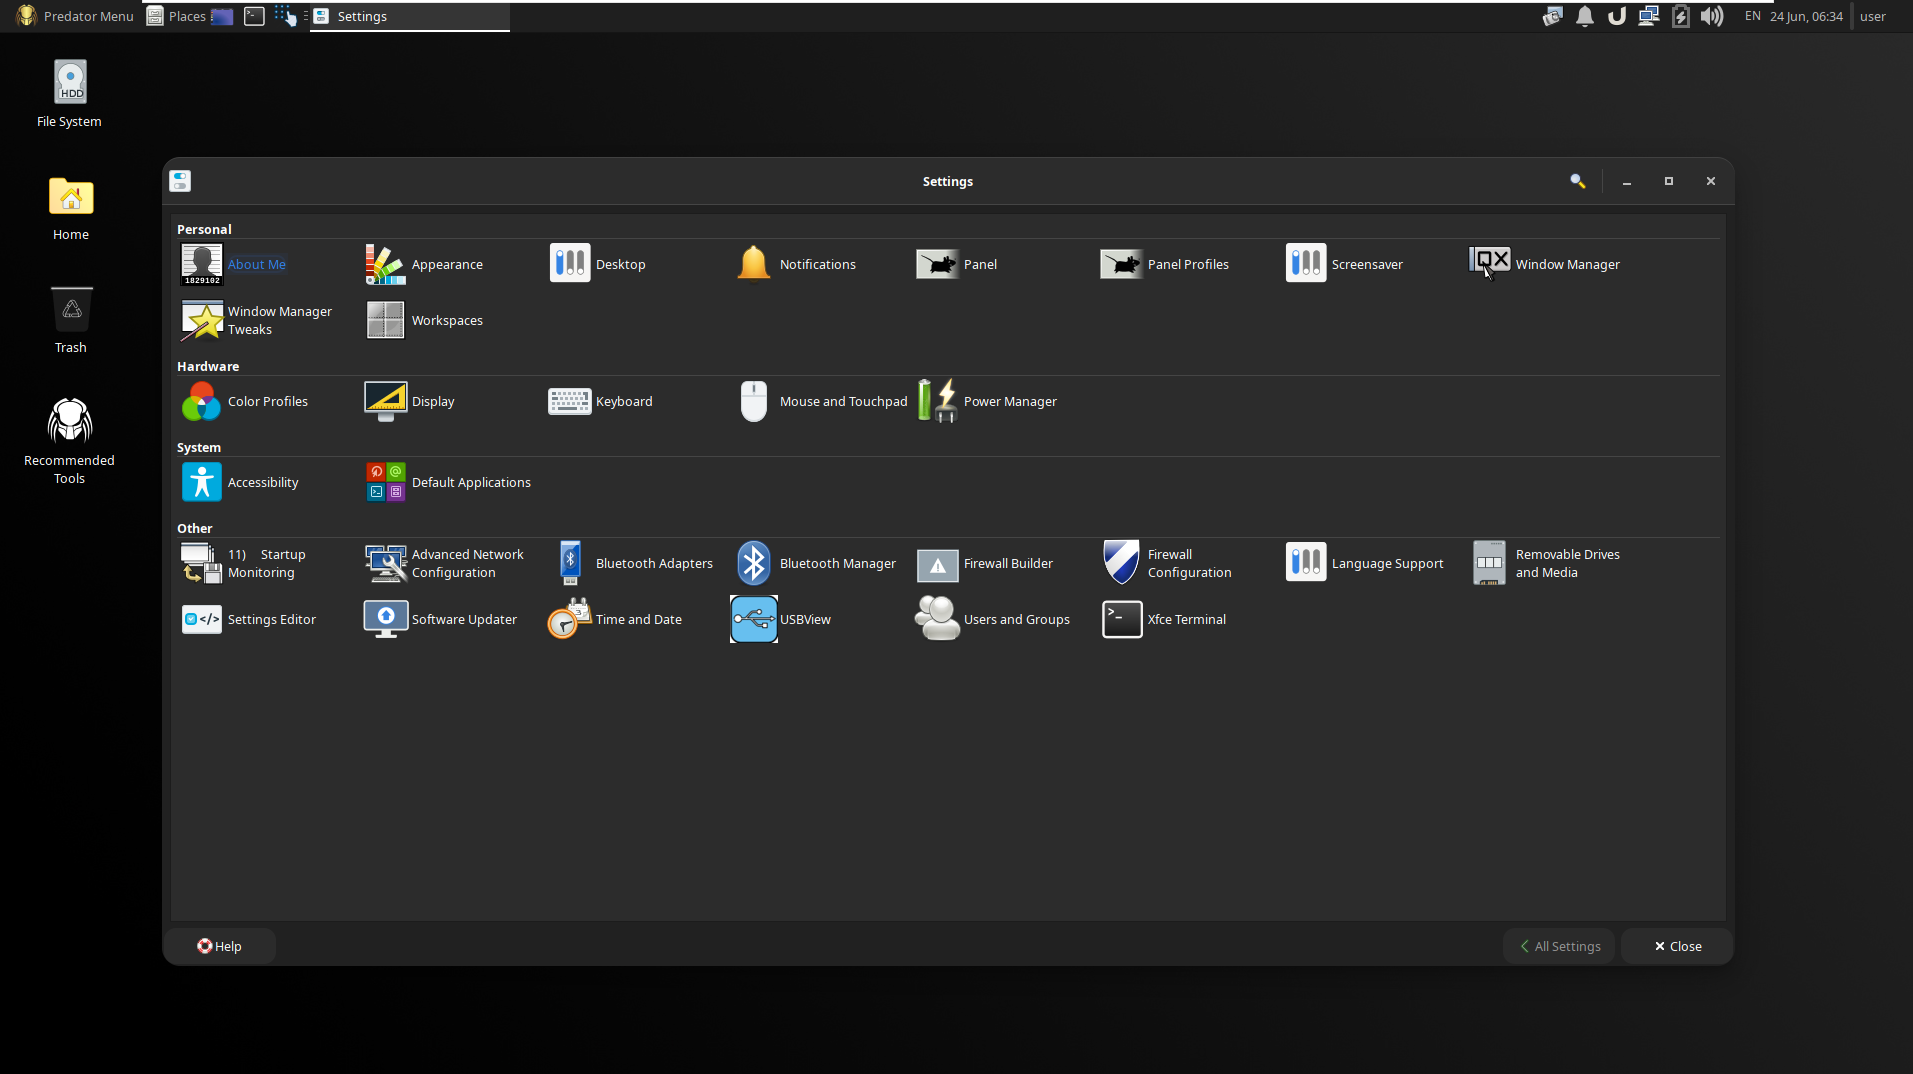 Predator Menu
Places
Settings
EN
24 Jun, 06:34
user
HDD
File System
Home
Trash
Recommended
Tools
Settings
Personal
1829102
About Me
Appearance
Desktop
Notifications
Panel
Panel Profiles
Screensaver
Window Manager
Window Manager
Tweaks
Workspaces
Hardware
Color Profiles
Display
Keyboard
Mouse and Touchpad
Power Manager
System
Accessibility
Default Applications
Other
11) Startup
Monitoring
Advanced Network
Configuration
Bluetooth Adapters
Bluetooth Manager
Firewall Builder
Firewall
Configuration
Language Support
Removable Drives
and Media
Settings Editor
Software Updater
Time and Date
USBView
Users and Groups
Xfce Terminal
Help
All Settings
Close